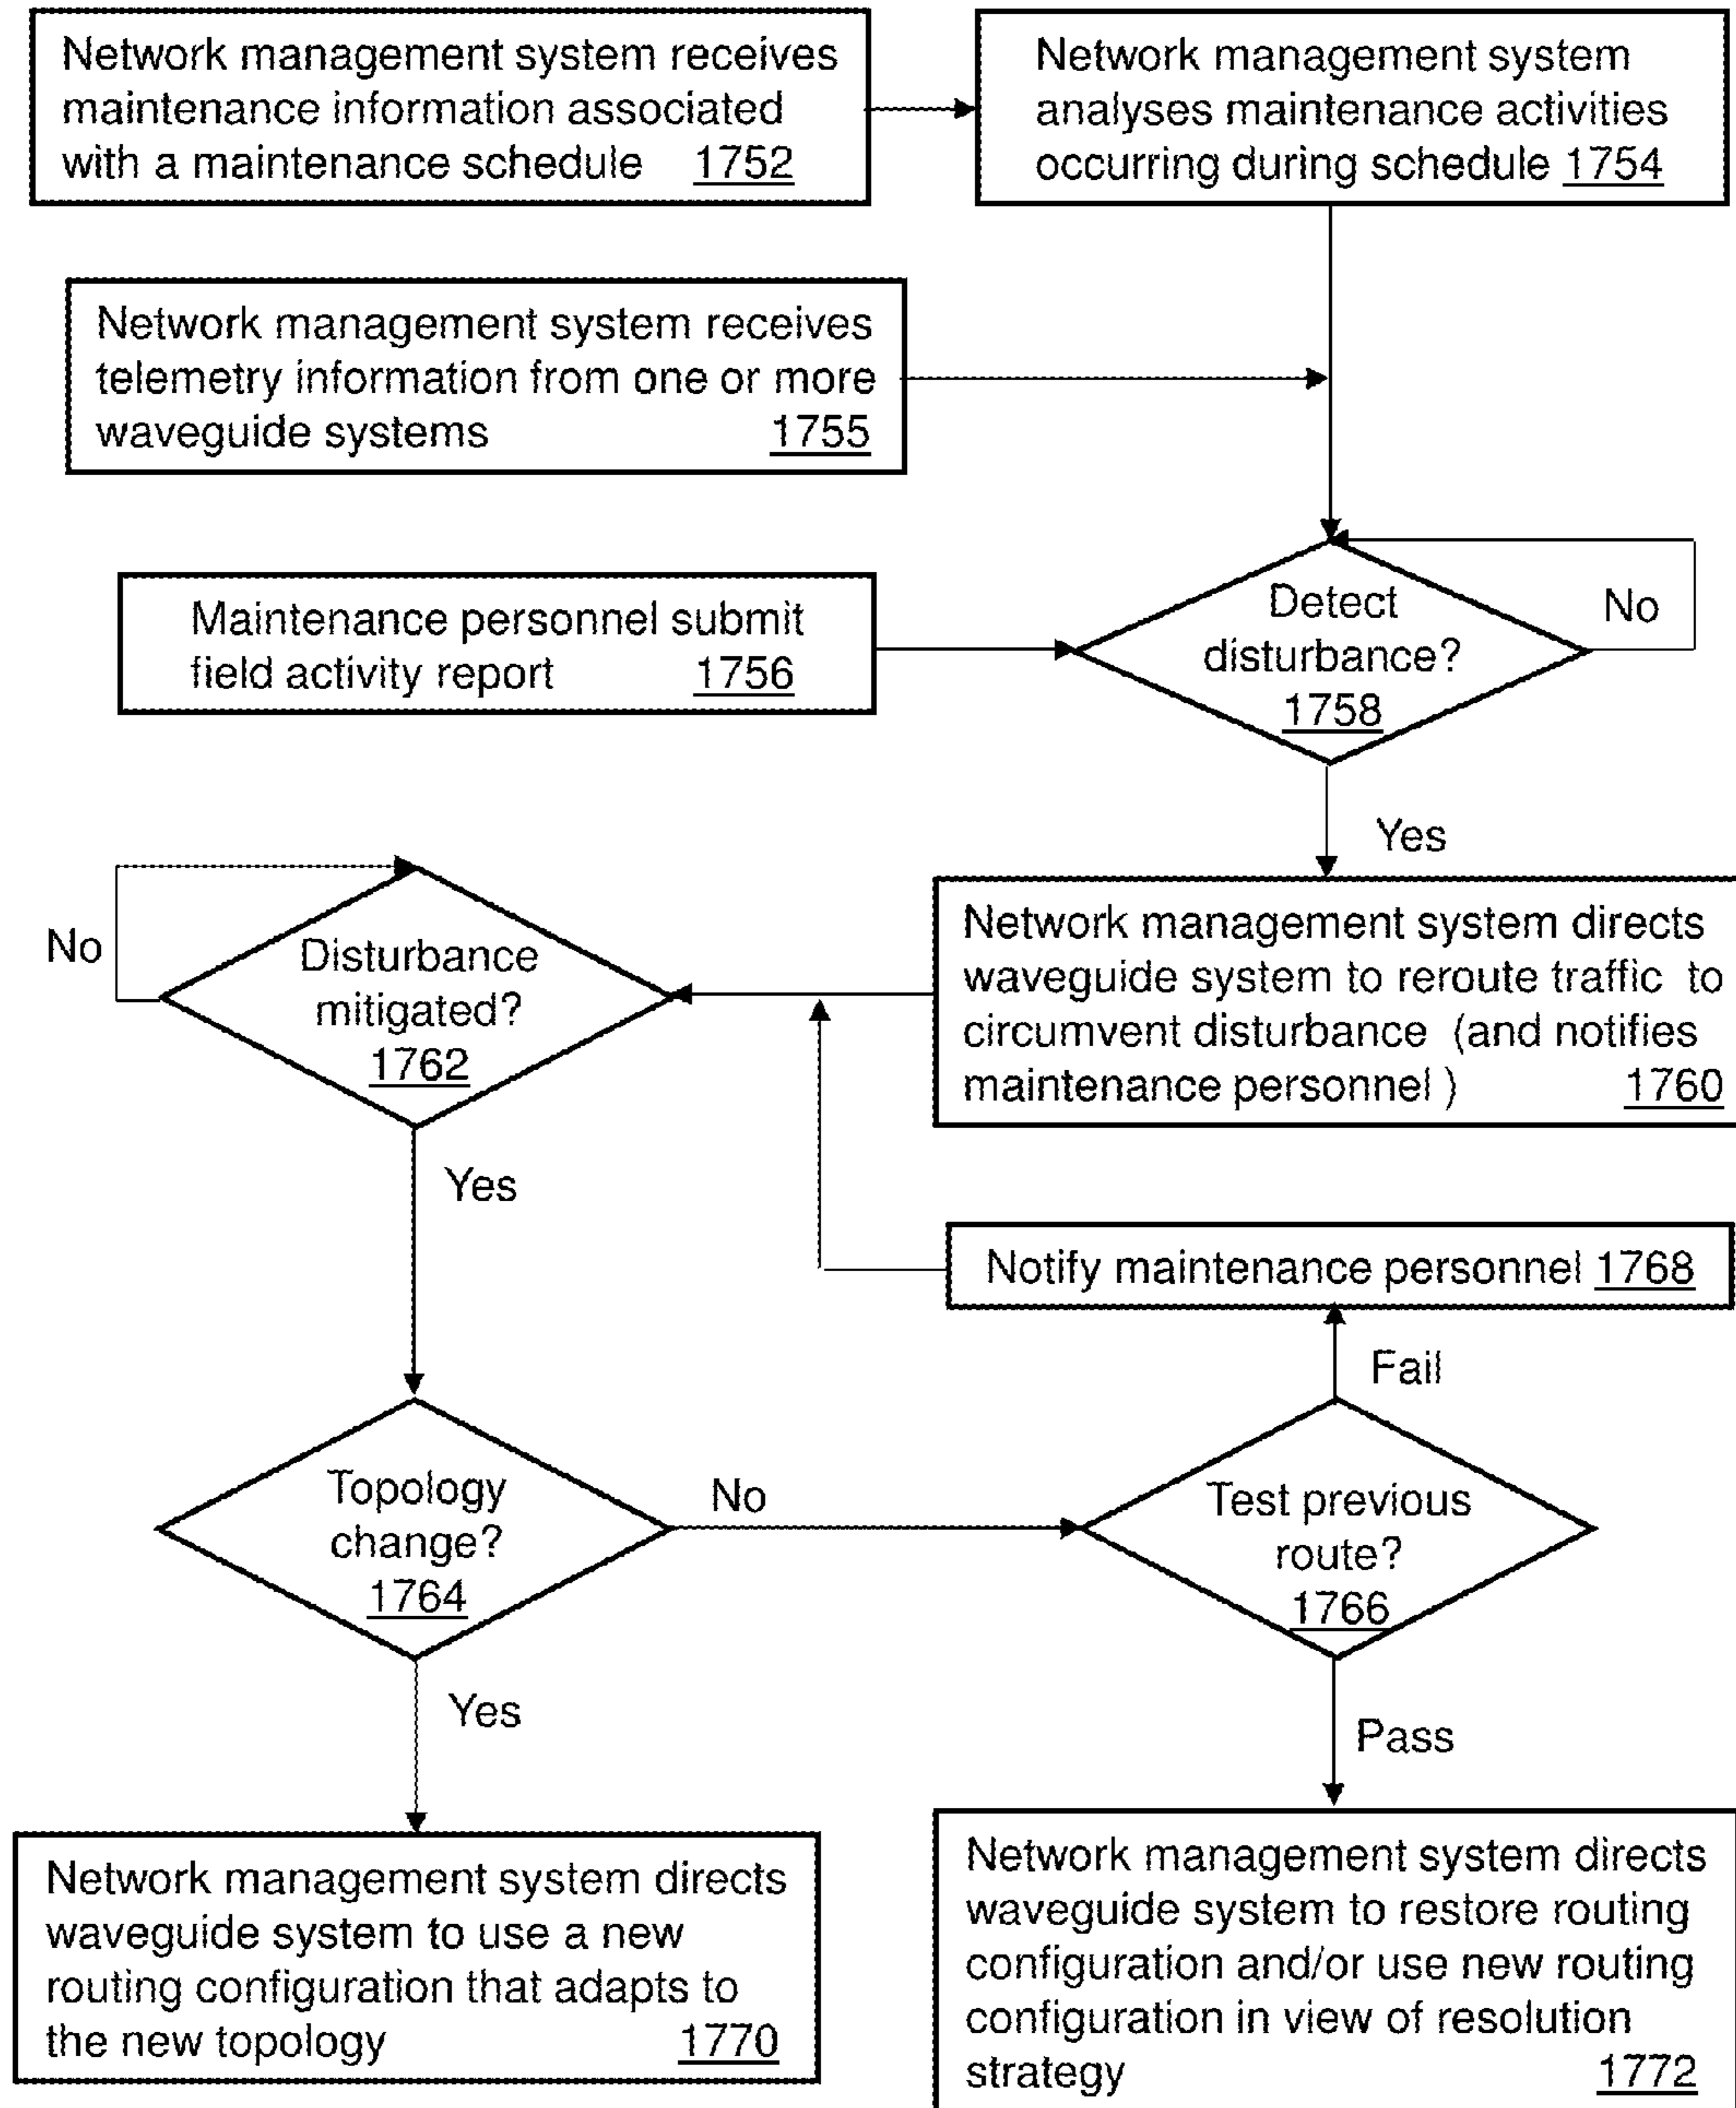 Network management system receives
maintenance information associated
with a maintenance schedule 1752
Network management system
analyses maintenance activities
occurring during schedule 1754
Network management system receives
telemetry information from one or more
waveguide systems 1755
Maintenance personnel submit
field activity report 1756
Detect
disturbance?
1758
No
Yes
Network management system directs
waveguide system to reroute traffic to
circumvent disturbance (and notifies
maintenance personnel ) 1760
No
Disturbance
mitigated?
1762
Yes
Notify maintenance personnel 1768
Fail
Topology
change?
1764
No
Test previous
route?
1766
Yes
Pass
Network management system directs
waveguide system to use a new
routing configuration that adapts to
the new topology 1770
Network management system directs
waveguide system to restore routing
configuration and/or use new routing
configuration in view of resolution
strategy 1772